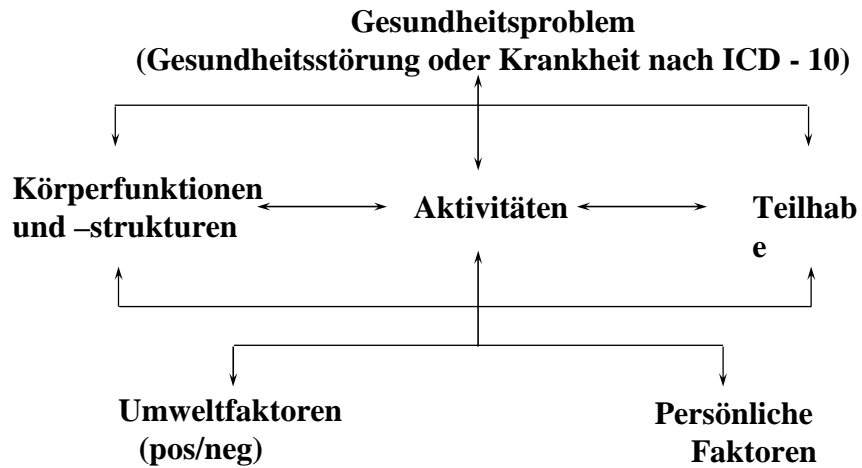 Gesundheitsproblem
(Gesundheitsstörung oder Krankheit nach ICD - 10)
Körperfunktionen
und –strukturen
Aktivitäten
Teilhab
e
Umweltfaktoren
(pos/neg)
Persönliche
Faktoren